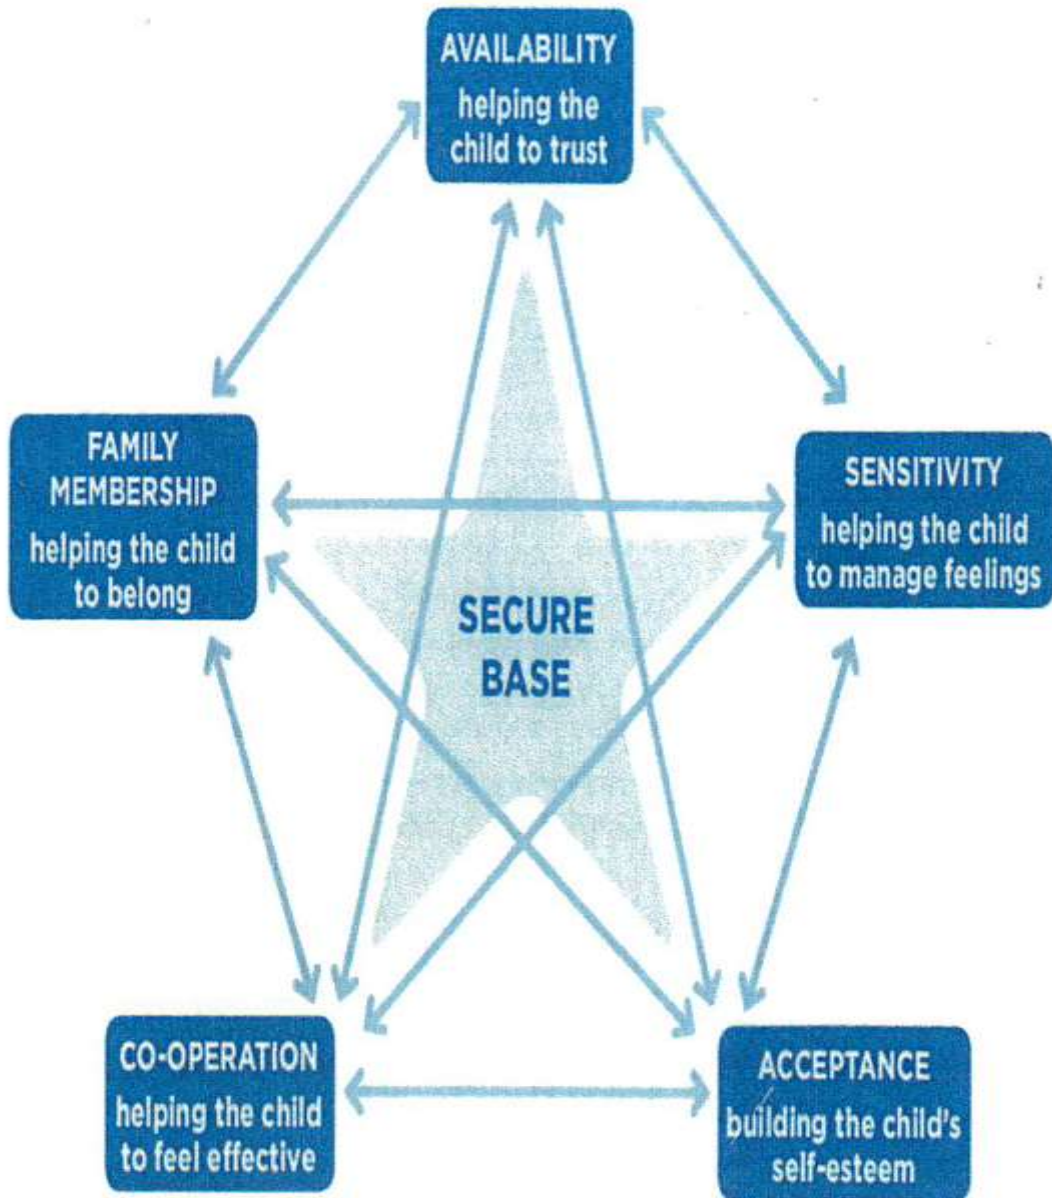 AVAILABILITY
helping the
child to trust
FAMILY
MEMBERSHIP
helping the child
to belong
SENSITIVITY
helping the child
to manage feelings
SECURE
BASE
CO-OPERATION
helping the child
to feel effective
ACCEPTANCE
building the child's
self-esteem